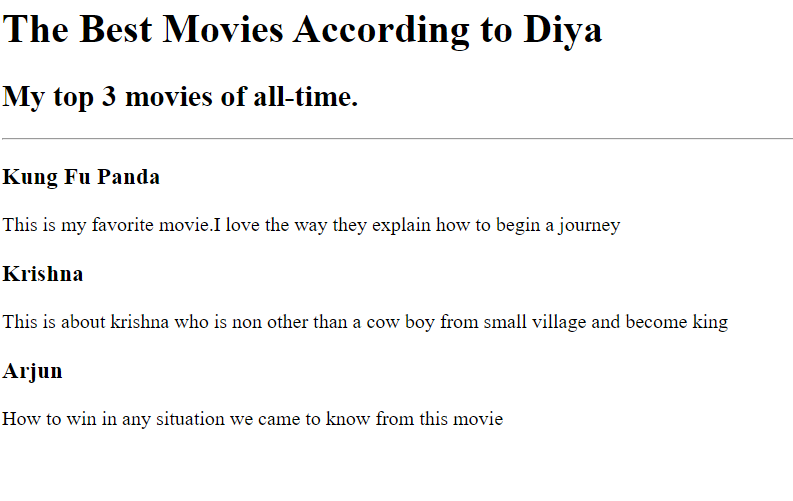 The Best Movies According to Diya
My top 3 movies of all-time.
Kung Fu Panda
This is my favorite movie.I love the way they explain how to begin a journey
Krishna
This is about krishna who is non other than a cow boy from small village and become king
Arjun
How to win in any situation we came to know from this movie